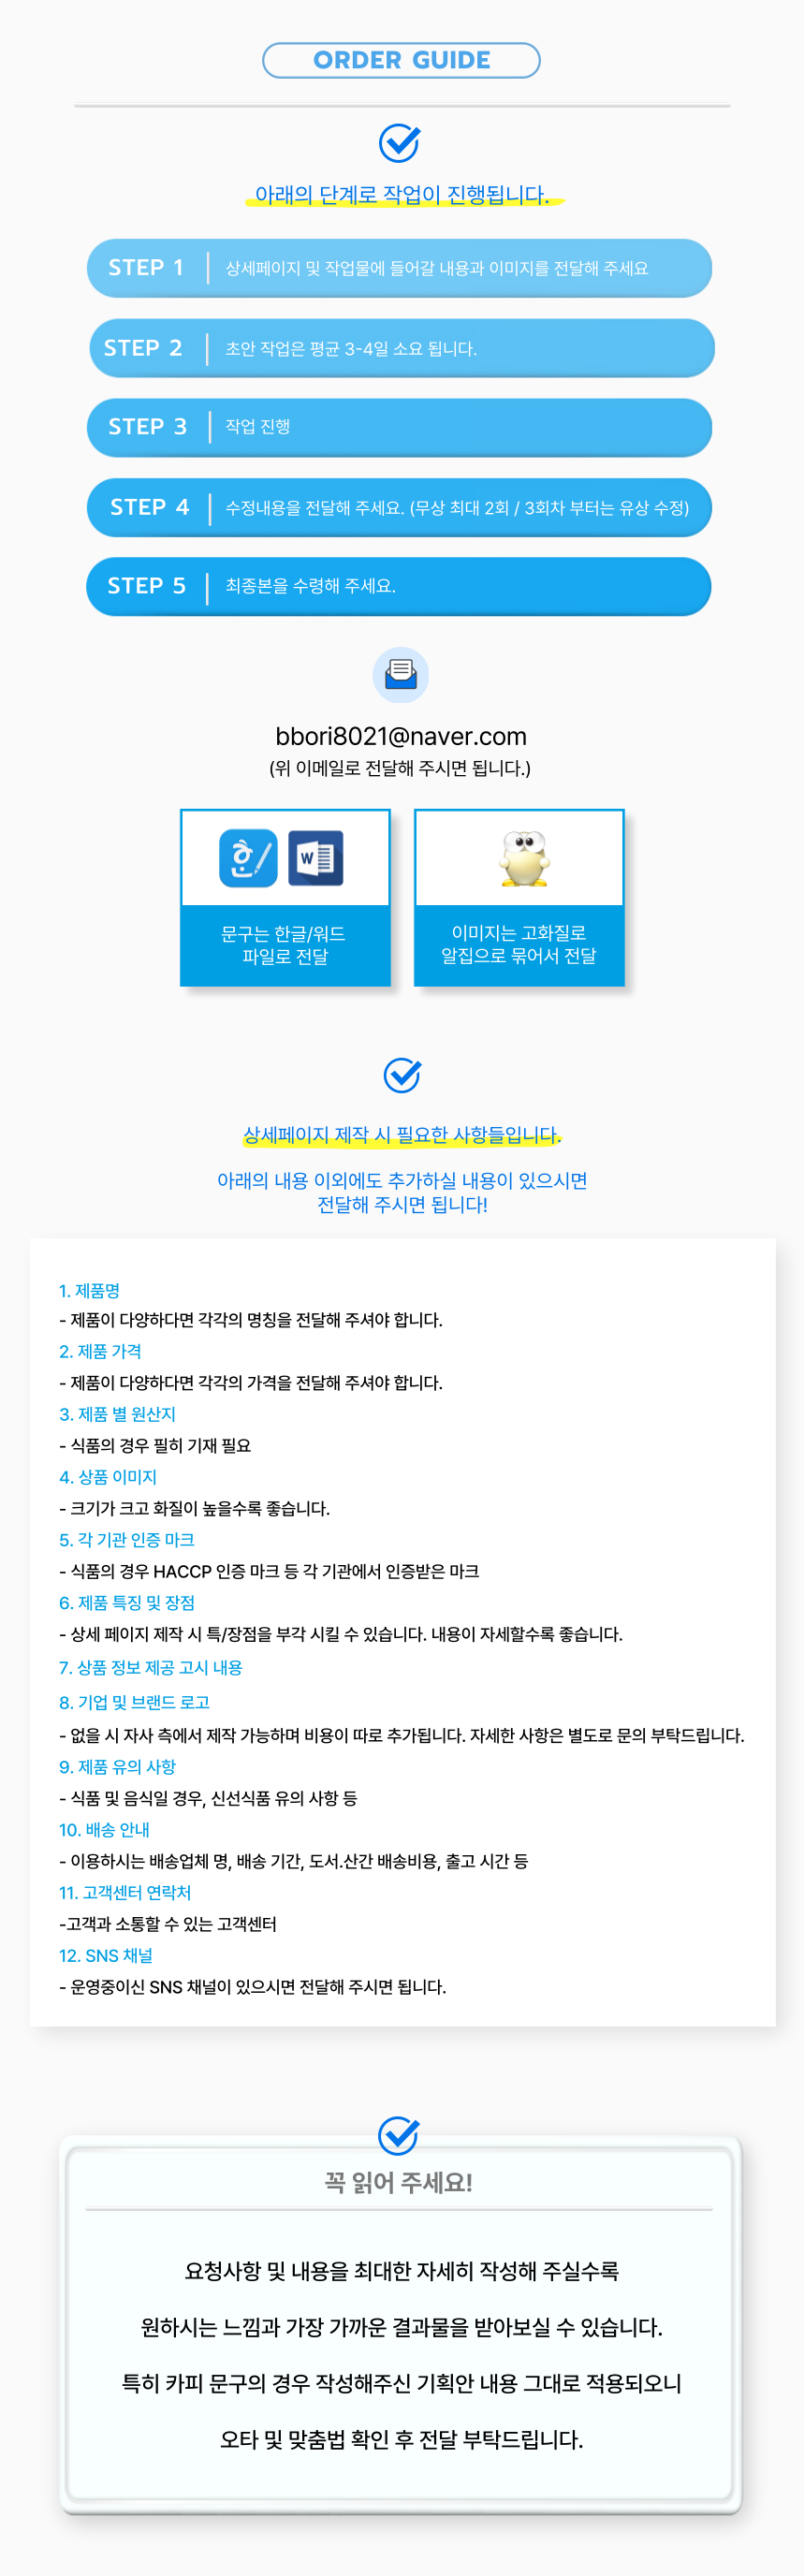 ORDER GUIDE
아래의 단계로 작업이 진행됩니다.
STEP 1 | 상세페이지 및 작업물에 들어갈 내용과 이미지를 전달해 주세요
STEP 2 | 초안 작업은 평균 3-4일 소요 됩니다.
STEP 3 | 작업 진행
STEP 4 | 수정내용을 전달해 주세요. (무상 최대 2회 / 3회차 부터는 유상 수정)
STEP 5 | 최종본을 수령해 주세요.
bbori8021@naver.com
(위 이메일로 전달해 주시면 됩니다.)
한
W
문구는 한글/워드
파일로 전달
이미지는 고화질로
알집으로 묶어서 전달
상세페이지 제작 시 필요한 사항들입니다.
아래의 내용 이외에도 추가하실 내용이 있으시면
전달해 주시면 됩니다!
1. 제품명
- 제품이 다양하다면 각각의 명칭을 전달해 주셔야 합니다.
2. 제품 가격
- 제품이 다양하다면 각각의 가격을 전달해 주셔야 합니다.
3. 제품 별 원산지
- 식품의 경우 필히 기재 필요
4. 상품 이미지
- 크기가 크고 화질이 높을수록 좋습니다.
5. 각 기관 인증 마크
- 식품의 경우 HACCP 인증 마크 등 각 기관에서 인증받은 마크
6. 제품 특징 및 장점
- 상세 페이지 제작 시 특/장점을 부각 시킬 수 있습니다. 내용이 자세할수록 좋습니다.
7. 상품 정보 제공 고시 내용
8. 기업 및 브랜드 로고
- 없을 시 자사 측에서 제작 가능하며 비용이 따로 추가됩니다. 자세한 사항은 별도로 문의 부탁드립니다.
9. 제품 유의 사항
- 식품 및 음식일 경우, 신선식품 유의 사항 등
10. 배송 안내
- 이용하시는 배송업체 명, 배송 기간, 도서.산간 배송비용, 출고 시간 등
11. 고객센터 연락처
-고객과 소통할 수 있는 고객센터
12. SNS 채널
- 운영중이신 SNS 채널이 있으시면 전달해 주시면 됩니다.
꼭 읽어 주세요!
요청사항 및 내용을 최대한 자세히 작성해 주실수록
원하시는 느낌과 가장 가까운 결과물을 받아보실 수 있습니다.
특히 카피 문구의 경우 작성해주신 기획안 내용 그대로 적용되오니
오타 및 맞춤법 확인 후 전달 부탁드립니다.